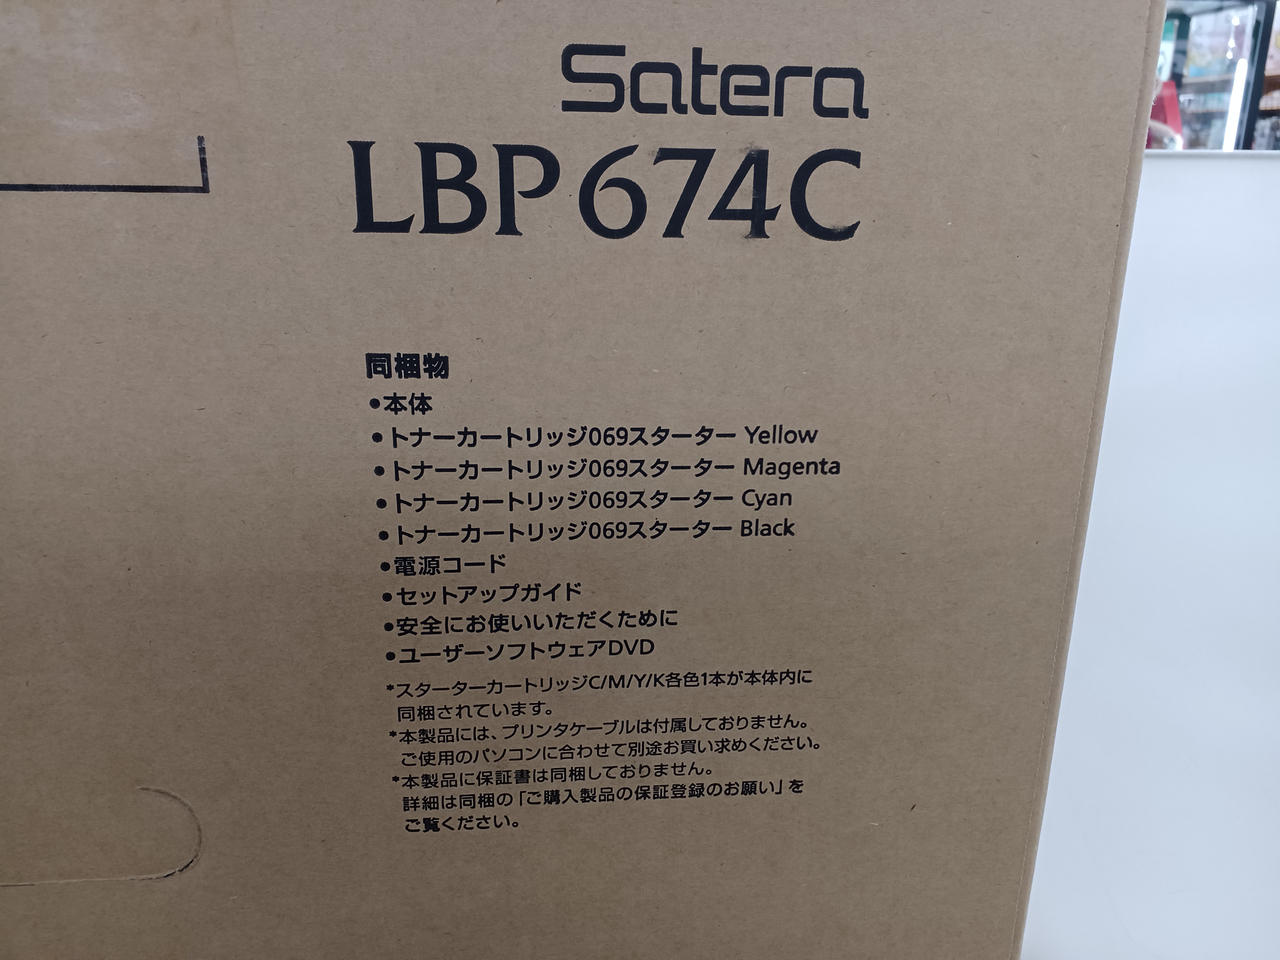 Satera
LBP674C
同梱物
●本体
●トナーカートリッジ069スターター Yellow
●トナーカートリッジ069スターター Magenta
●トナーカートリッジ069スターター Cyan
●トナーカートリッジ069スターター Black
●電源コード
●セットアップガイド
●安全にお使いいただくために
●ユーザーソフトウェアDVD
*スターターカートリッジC/M/Y/K各色1本が本体内に
同梱されています。
*本製品には、プリンタケーブルは付属しておりません。
ご使用のパソコンに合わせて別途お買い求めください。
*本製品に保証書は同梱しておりません。
詳細は同梱の「ご購入製品の保証登録のお願い」を
ご覧ください。